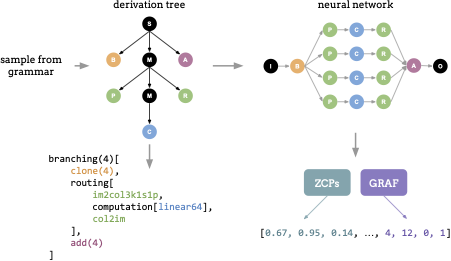 derivation tree
neural network
sample from
grammar
S
B M A
P M R
C
P C R
P C R
I B A O
P C R
P C R
branching(4)[
clone(4),
routing[
im2col3k1s1p,
computation[linear64],
col2im
],
add(4)
]
ZCPs GRAF
[0.67, 0.95, 0.14, ..., 4, 12, 0, 1]